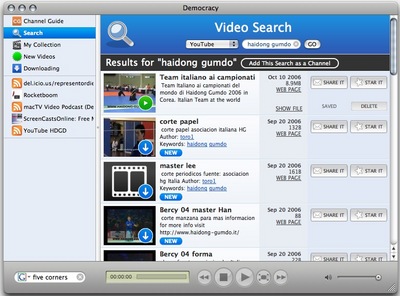 Democracy
Channel Guide
Search
My Collection
New Videos
Downloading
del.icio.us/representordie
Rocketboom
macTV Video Podcast (De
ScreenCastsOnline: Free M
YouTube HDGD
Video Search
YouTube
haidong gumdo
GO
Results for "haidong gumdo"
Add This Search as a Channel
Team italiano ai campionati
Team Italiano ai campionati del
mondo di Haidong Gumdo 2006 in
Corea. Italian Team at the world
Oct 10 2006
8.9MB
WEB PAGE
SHOW FILE
SHARE IT
STAR IT
SAVED
DELETE
corte papel
corte papel asociacion italiana HG
Author: toro1
Keywords: haidong gumdo
NEW
Sep 20 2006
1328
WEB PAGE
SHARE IT
STAR IT
master lee
corte periodicos fuente: asociacion
hg Italia Author: toro1
Keywords: haidong gumdo
NEW
Sep 20 2006
1618
WEB PAGE
SHARE IT
STAR IT
Bercy 04 master Han
corte manzana para mas informacion
for more info visit
http://www.haidong-gumdo.it/
NEW
Sep 20 2006
88
WEB PAGE
SHARE IT
STAR IT
Bercy 04 forma
Sep 20 2006
SHARE IT
STAR IT
five corners
00:00:00